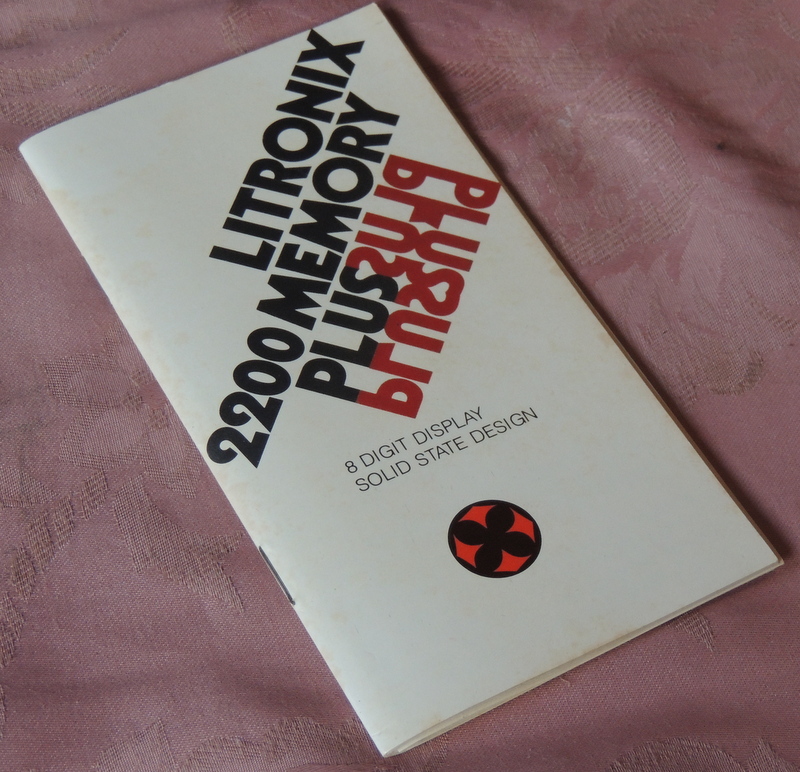 LITRONIX
2200 MEMORY
PLUS
8 DIGIT DISPLAY
SOLID STATE DESIGN